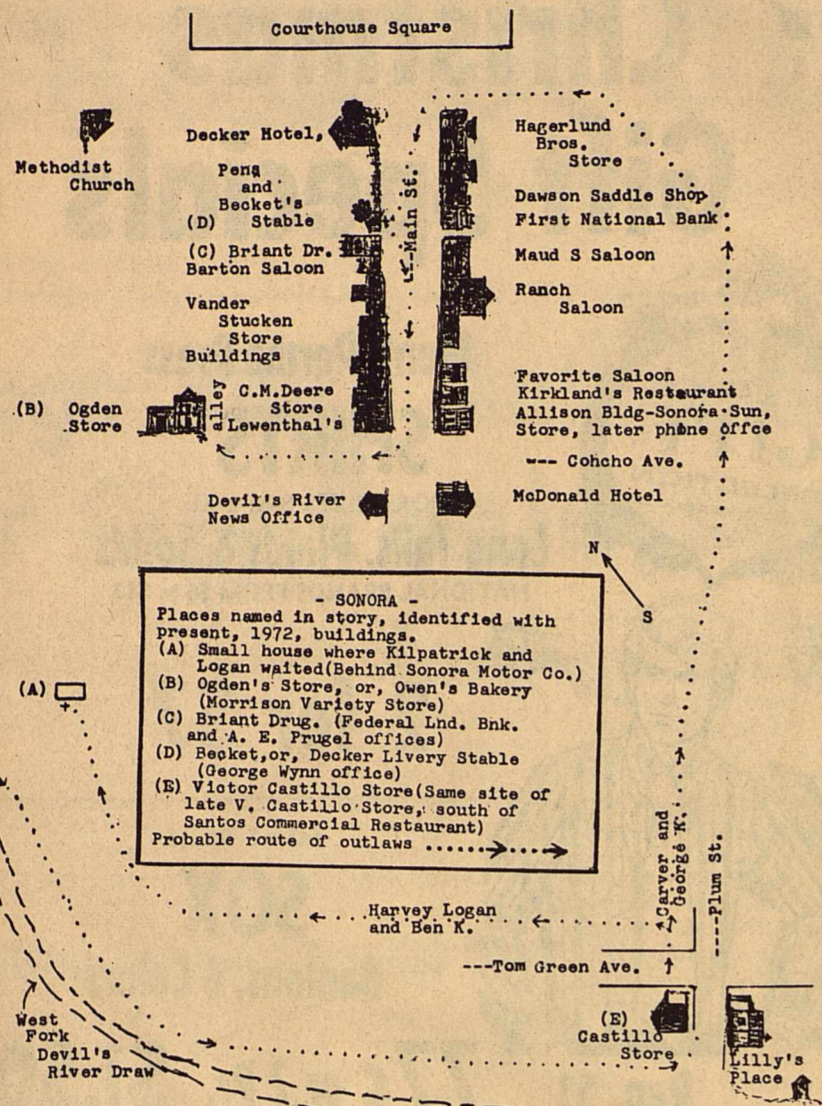 Courthouse Square
Methodist
Church
Decker Hotel,
Pena
and
Becket's
(D) Stable
(C) Briant Dr.
Barton Saloon
Vander
Stucken
Store
Buildings
(B) Ogden
Store
alley
C.M.Deere
Store
Lewenthal's
---Main St.
Hagerlund
Bros.
Store
Dawson Saddle Shop
First National Bank
Maud S Saloon
Ranch
Saloon
Favorite Saloon
Kirkland's Restaurant
Allison Bldg-Sonora-Sun,
Store, later phone offce
--- Cohcho Ave.
Devil's River
News Office
McDonald Hotel
N
S
- SONORA -
Places named in story, identified with
present, 1972, buildings.
(A) Small house where Kilpatrick and
Logan waited(Behind Sonora Motor Co.)
(B) Ogden's Store, or, Owen's Bakery
(Morrison Variety Store)
(C) Briant Drug. (Federal Lnd. Bnk.
and A. E. Prugel offices)
(D) Becket,or, Decker Livery Stable
(George Wynn office)
(E) Victor Castillo Store(Same site of
late V. Castillo Store, south of
Santos Commercial Restaurant)
Probable route of outlaws
(A)
Carver and
George K.
----Plum St.
Harvey Logan
and Ben K.
---Tom Green Ave.
West
Fork
Devil's
River Draw
(E)
Castillo
Store
Lilly's
Place